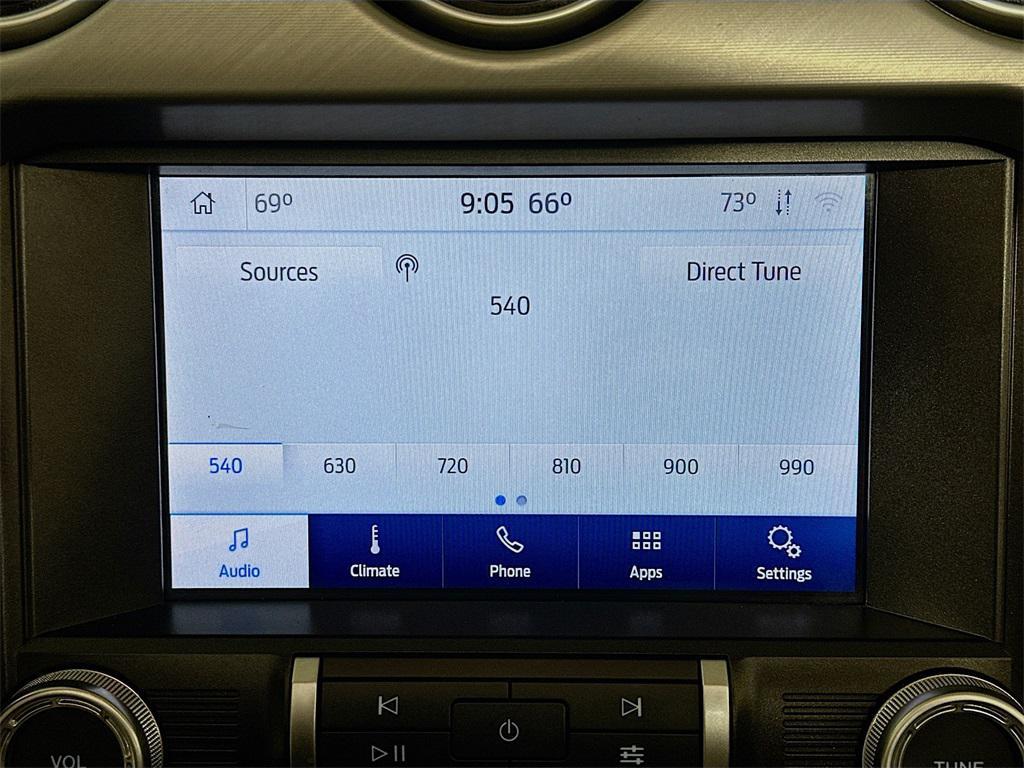 69º 9:05 66º 73º
Sources Direct Tune
540
540 630 720 810 900 990
Audio Climate Phone Apps Settings
VOL TUNE